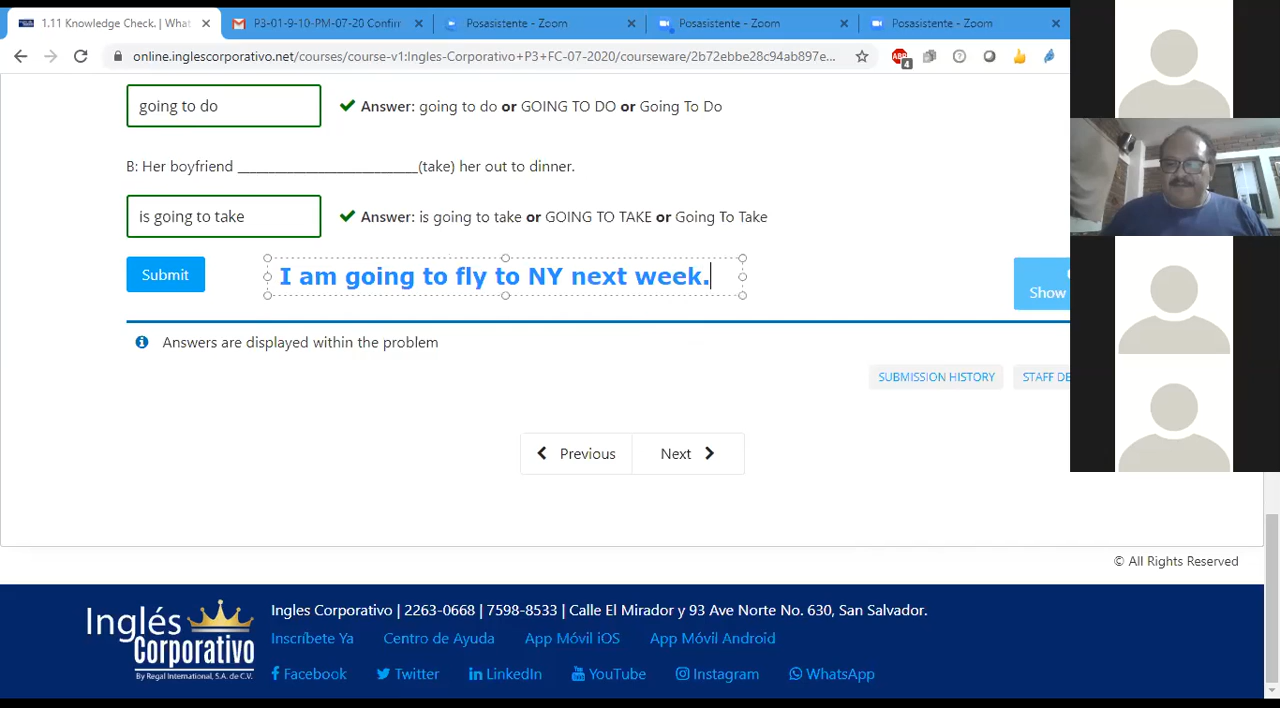 1.11 Knowledge Check. | What
P3-01-9-10-PM-07-20 Confir
Posasistente - Zoom
Posasistente - Zoom
Posasistente - Zoom
online.inglescorporativo.net/courses/course-v1:Ingles-Corporativo+P3+FC-07-2020/courseware/2b72ebbe28c94ab897e...
4
going to do
Answer: going to do or GOING TO DO or Going To Do
B: Her boyfriend __________________________(take) her out to dinner.
is going to take
Answer: is going to take or GOING TO TAKE or Going To Take
Submit
I am going to fly to NY next week.
Show
Answers are displayed within the problem
SUBMISSION HISTORY
STAFF DE
Previous
Next
© All Rights Reserved
Inglés Corporativo
By Regal International, S.A. de C.V.
Ingles Corporativo | 2263-0668 | 7598-8533 | Calle El Mirador y 93 Ave Norte No. 630, San Salvador.
Inscríbete Ya Centro de Ayuda App Móvil iOS App Móvil Android
Facebook Twitter LinkedIn YouTube Instagram WhatsApp